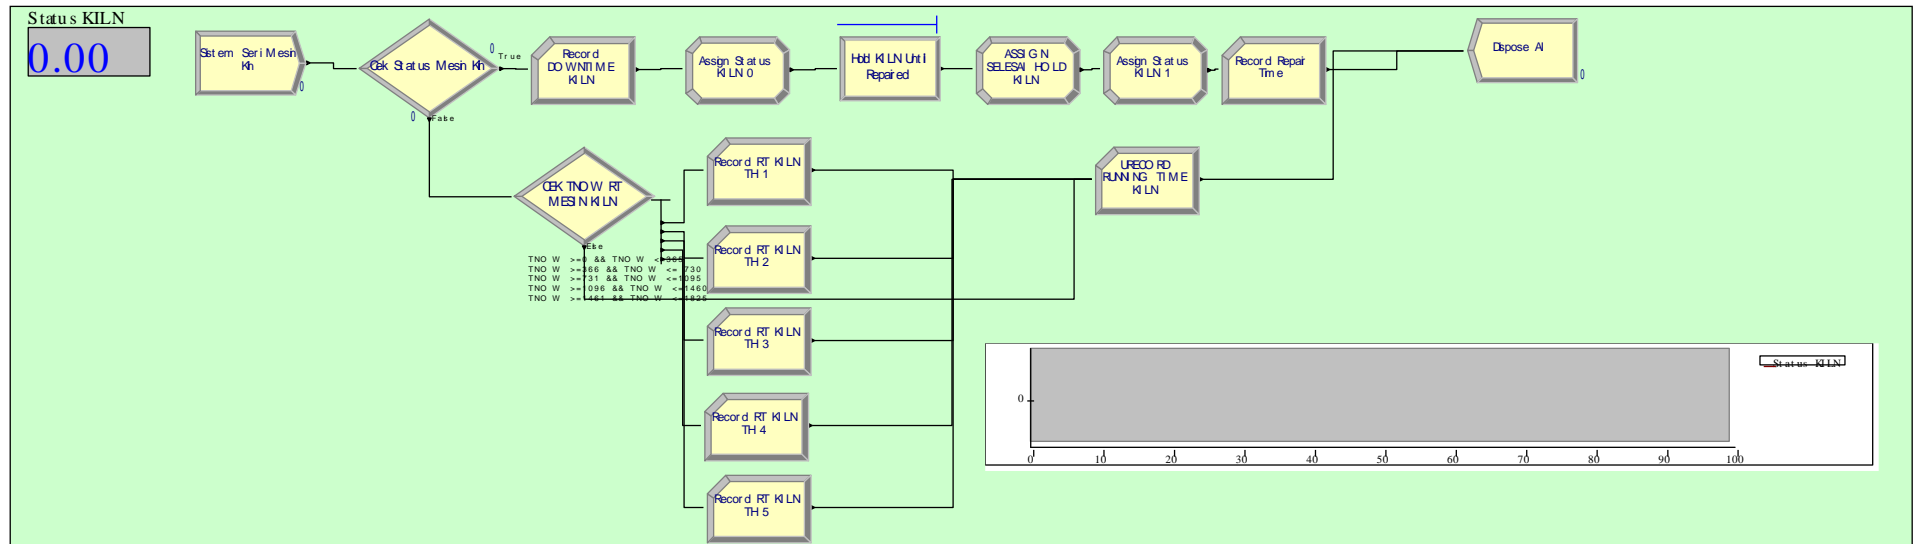 Status KILN
0.00
Sistem Seri Mesin
Kiln
0
Cek Status Mesin Kiln
0
True
0
False
Record
DOWNTIME
KILN
Assign Status
KILN 0
Hold KILN Until
Repaired
ASSIGN
SELESAI HOLD
KILN
Assign Status
KILN 1
Record Repair
Time
Dispose All
0
CEK TNOW RT
MESIN KILN
Else
TNOW >=0 && TNOW <=365
TNOW >=366 && TNOW <= 730
TNOW >=731 && TNOW <=1095
TNOW >=1096 && TNOW <=1460
TNOW >=1461 && TNOW <=1825
Record RT KILN
TH 1
Record RT KILN
TH 2
Record RT KILN
TH 3
Record RT KILN
TH 4
Record RT KILN
TH 5
URECORD
RUNNING TIME
KILN
Status KILN
0
0 10 20 30 40 50 60 70 80 90 100